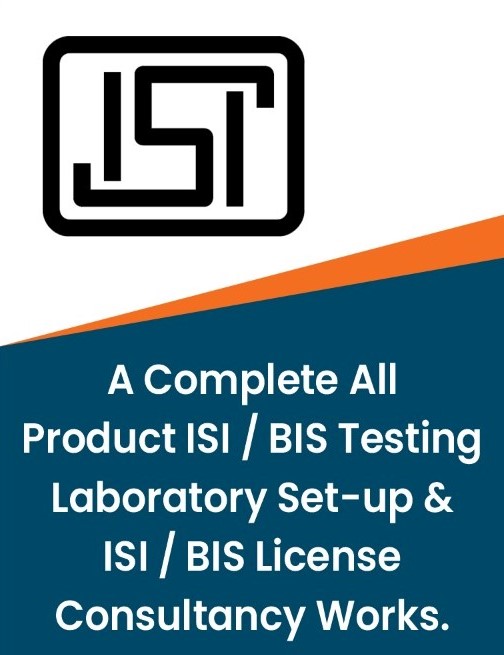 ISI
A Complete All
Product ISI / BIS Testing
Laboratory Set-up &
ISI / BIS License
Consultancy Works.